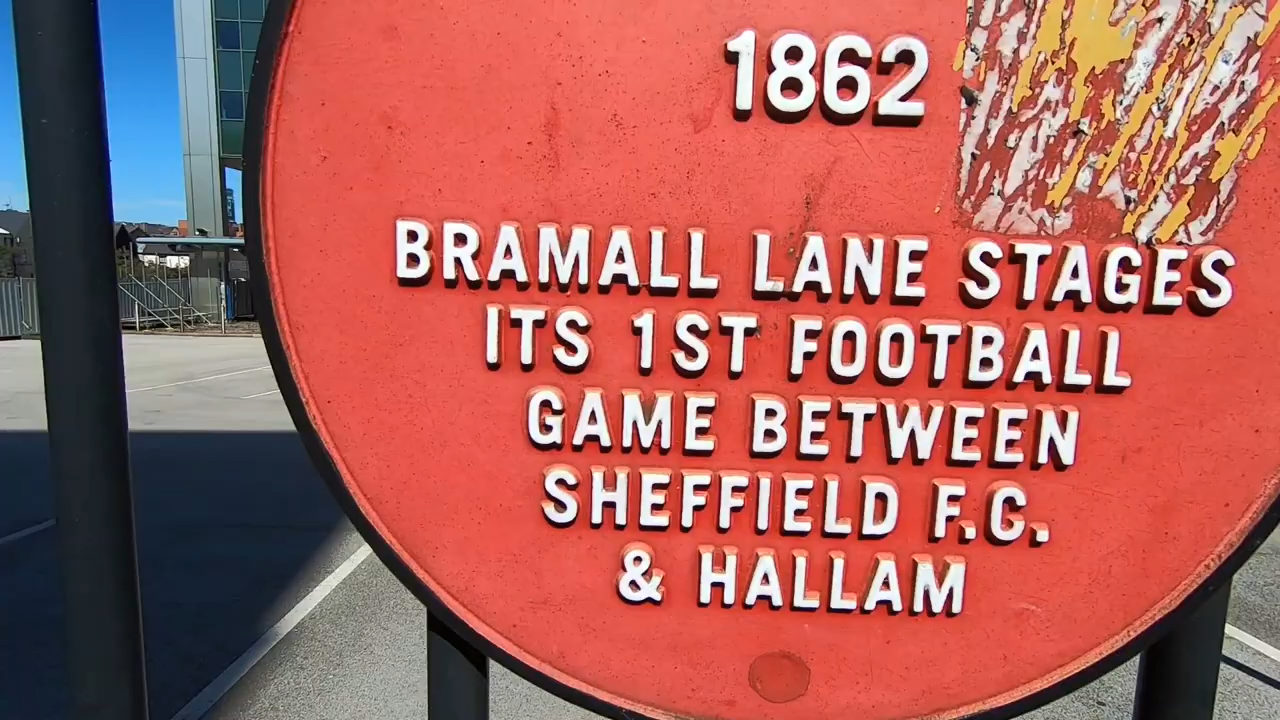 1862
BRAMALL LANE STAGES
ITS 1ST FOOTBALL
GAME BETWEEN
SHEFFIELD F.C.
& HALLAM